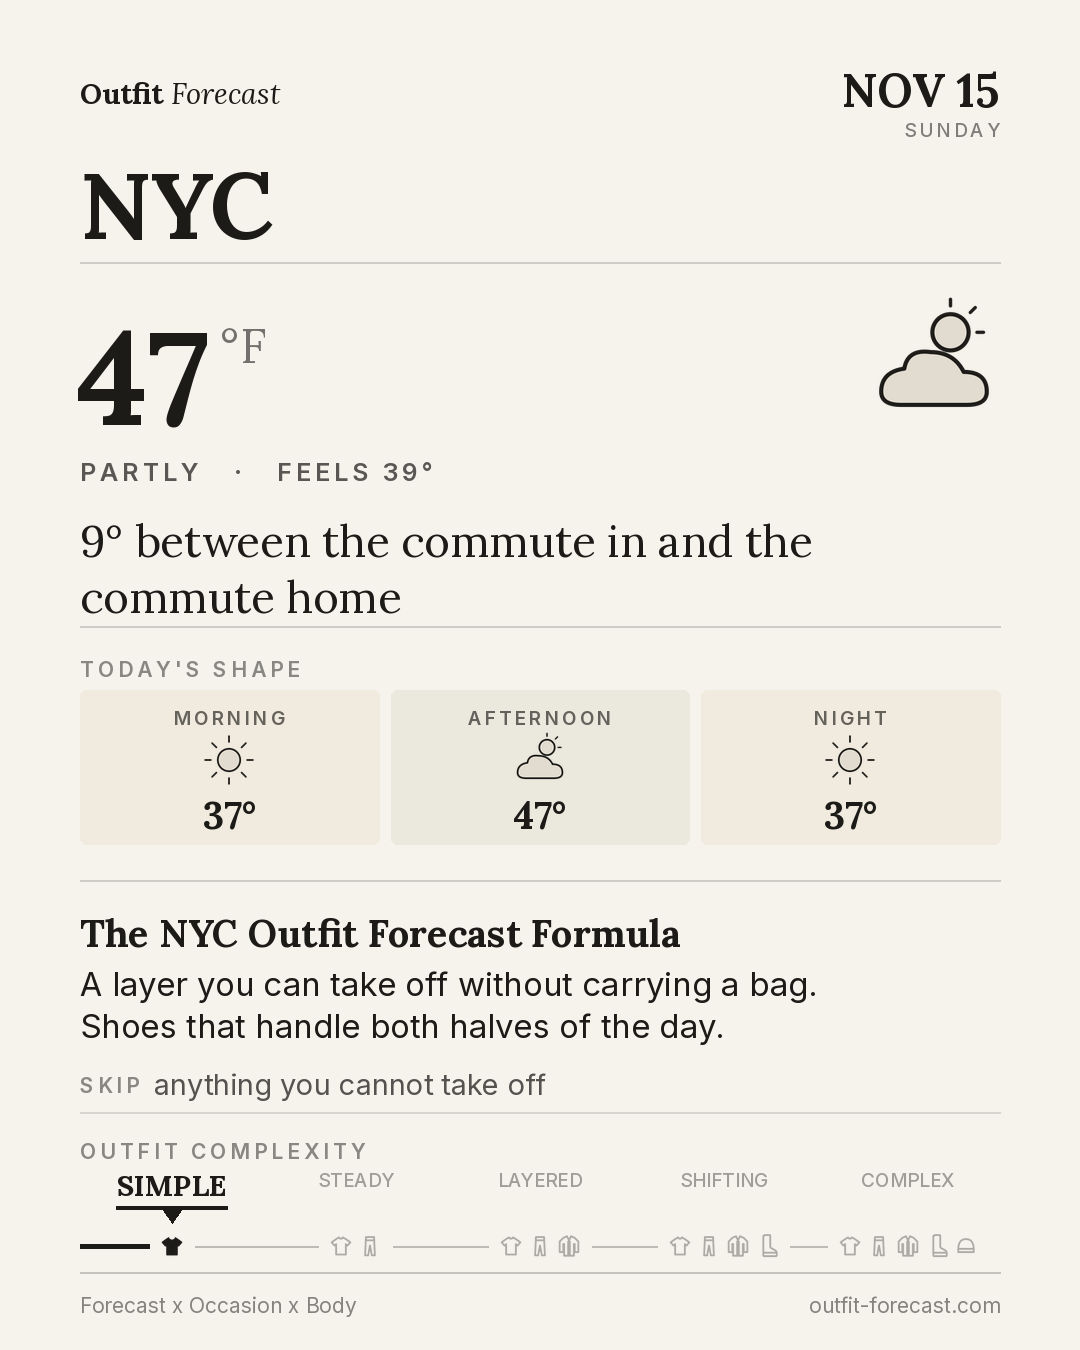 Outfit Forecast
NOV 15
SUNDAY
NYC
47°F
PARTLY · FEELS 39°
9° between the commute in and the
commute home
TODAY'S SHAPE
MORNING
37°
AFTERNOON
47°
NIGHT
37°
The NYC Outfit Forecast Formula
A layer you can take off without carrying a bag.
Shoes that handle both halves of the day.
SKIP anything you cannot take off
OUTFIT COMPLEXITY
SIMPLE STEADY LAYERED SHIFTING COMPLEX
Forecast x Occasion x Body
outfit-forecast.com